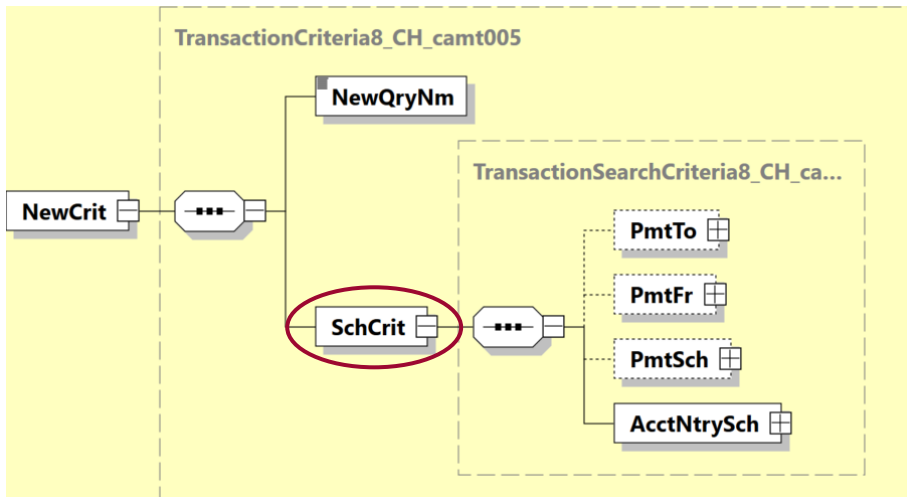 TransactionCriteria8_CH_camt005
NewQryNm
TransactionSearchCriteria8_CH_ca...
NewCrit
PmtTo
PmtFr
SchCrit
PmtSch
AcctNtrySch